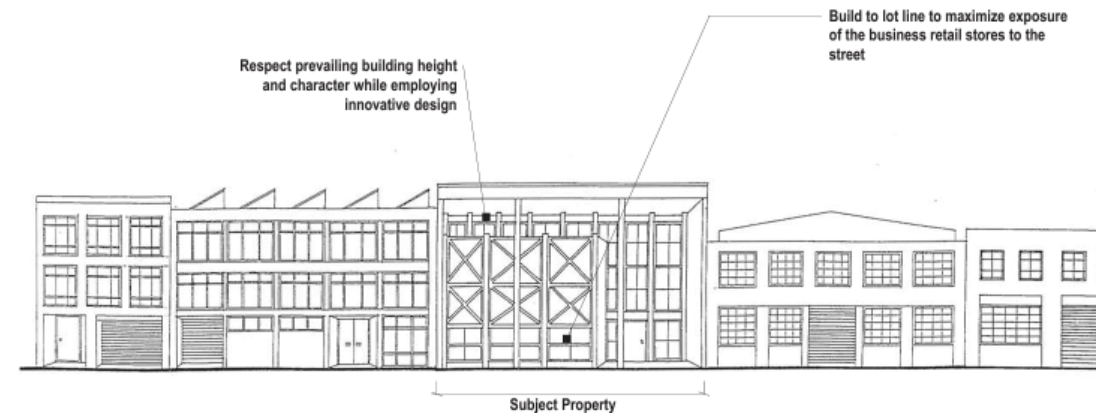 Build to lot line to maximize exposure
of the business retail stores to the
street
Respect prevailing building height
and character while employing
innovative design
Subject Property